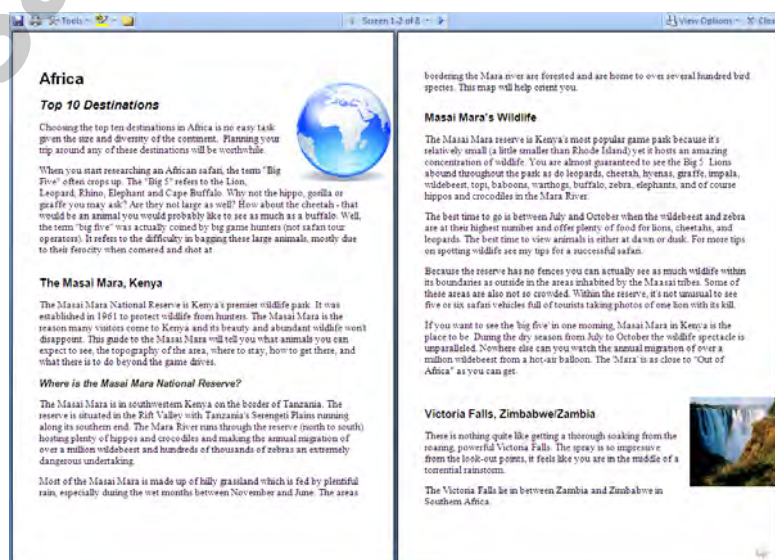 Tools
Screen 1-2 of 8
View Options
Clos
Africa
Top 10 Destinations
Choosing the top ten destinations in Africa is no easy task
given the size and diversity of the continent. Planning your
trip around any of these destinations will be worthwhile.
When you start researching an African safari, the term "Big
Five" often crops up. The "Big 5" refers to the Lion,
Leopard, Rhino, Elephant and Cape Buffalo. Why not the hippo, gorilla or
giraffe you may ask? Are they not large as well? How about the cheetah - that
would be an animal you would probably like to see as much as a buffalo. Well,
the term "big five" was actually coined by big game hunters (not safari tour
operators). It refers to the difficulty in bagging these large animals, mostly due
to their ferocity when cornered and shot at.
The Masai Mara, Kenya
The Masai Mara National Reserve is Kenya's premier wildlife park. It was
established in 1961 to protect wildlife from hunters. The Masai Mara is the
reason many visitors come to Kenya and its beauty and abundant wildlife won't
disappoint. This guide to the Masai Mara will tell you what animals you can
expect to see, the topography of the area, where to stay, how to get there, and
what there is to do beyond the game drives.
Where is the Masai Mara National Reserve?
The Masai Mara is in southwestern Kenya on the border of Tanzania. The
reserve is situated in the Rift Valley with Tanzania's Serengeti Plains running
along its southern end. The Mara River runs through the reserve (north to south)
hosting plenty of hippos and crocodiles and making the annual migration of
over a million wildebeest and hundreds of thousands of zebras an extremely
dangerous undertaking.
Most of the Masai Mara is made up of hilly grassland which is fed by plentiful
rain, especially during the wet months between November and June. The areas
bordering the Mara river are forested and are home to over several hundred bird
species. This map will help orient you.
Masai Mara's Wildlife
The Masai Mara reserve is Kenya's most popular game park because it's
relatively small (a little smaller than Rhode Island) yet it hosts an amazing
concentration of wildlife. You are almost guaranteed to see the Big 5. Lions
abound throughout the park as do leopards, cheetah, hyenas, giraffe, impala,
wildebeest, topi, baboons, warthogs, buffalo, zebra, elephants, and of course
hippos and crocodiles in the Mara River.
The best time to go is between July and October when the wildebeest and zebra
are at their highest number and offer plenty of food for lions, cheetahs, and
leopards. The best time to view animals is either at dawn or dusk. For more tips
on spotting wildlife see my tips for a successful safari.
Because the reserve has no fences you can actually see as much wildlife within
its boundaries as outside in the areas inhabited by the Maasai tribes. Some of
these areas are also not so crowded. Within the reserve, it's not unusual to see
five or six safari vehicles full of tourists taking photos of one lion with its kill.
If you want to see the 'big five' in one morning, Masai Mara in Kenya is the
place to be. During the dry season from July to October the wildlife spectacle is
unparalleled. Nowhere else can you watch the annual migration of over a
million wildebeest from a hot-air balloon. The 'Mara' is as close to "Out of
Africa" as you can get.
Victoria Falls, Zimbabwe/Zambia
There is nothing quite like getting a thorough soaking from the
roaring, powerful Victoria Falls. The spray is so impressive
from the look-out points, it feels like you are in the middle of a
torrential rainstorm.
The Victoria Falls lie in between Zambia and Zimbabwe in
Southern Africa.